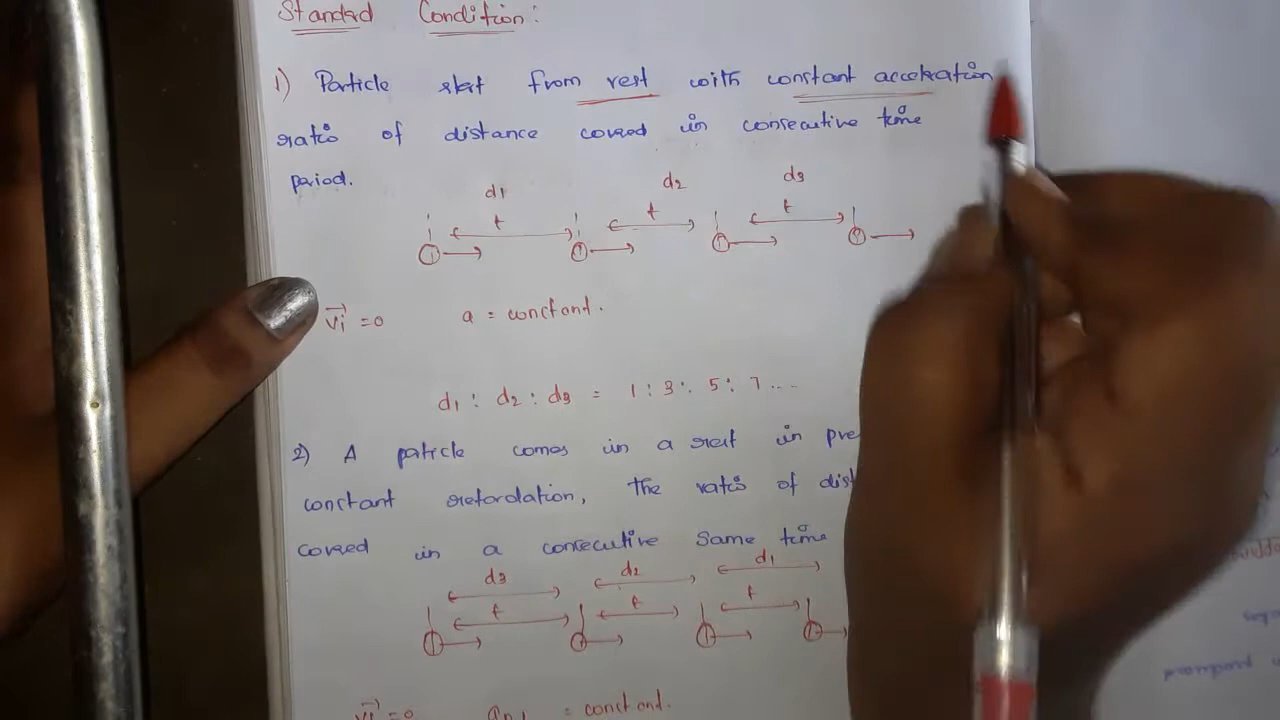 Standard Condition:
1) Particle start from rest with constant acceleration
ratio of distance covered in consecutive time
period.
d1 d2 d3
t t t
vi = 0 a = constant.
d1 : d2 : d3 = 1 : 3 : 5 : 7 ...
2) A particle comes in a rest in pre
constant retardation, the ratio of dist
covered in a consecutive same time
d3 d2 d1
t t t
vi = 0 = constant.